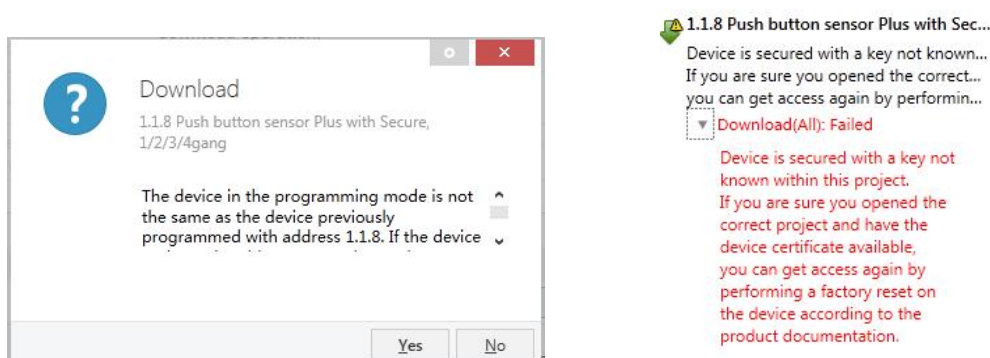 Download
1.1.8 Push button sensor Plus with Secure,
1/2/3/4gang
The device in the programming mode is not
the same as the device previously
programmed with address 1.1.8. If the device
Yes
No
1.1.8 Push button sensor Plus with Sec...
Device is secured with a key not known...
If you are sure you opened the correct...
you can get access again by performin...
Download(All): Failed
Device is secured with a key not
known within this project.
If you are sure you opened the
correct project and have the
device certificate available,
you can get access again by
performing a factory reset on
the device according to the
product documentation.